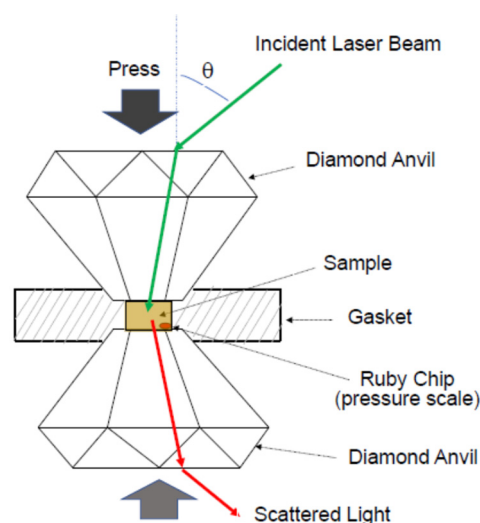 Incident Laser Beam
Press
θ
Diamond Anvil
Sample
Gasket
Ruby Chip
(pressure scale)
Diamond Anvil
Scattered Light